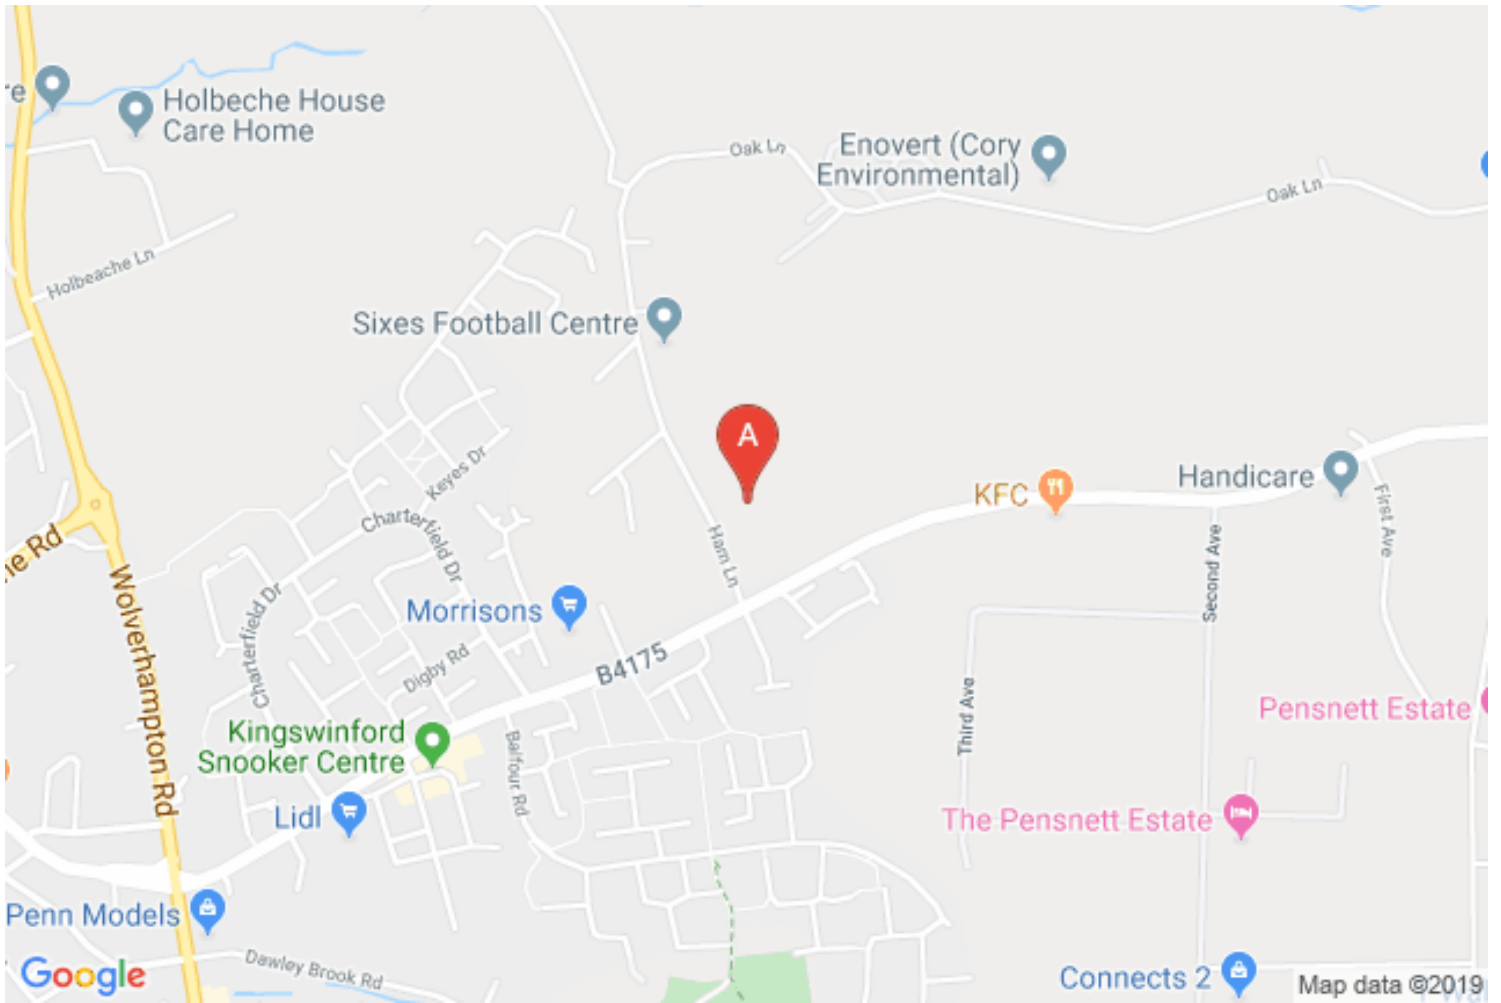 Holbeche House
Care Home
Oak Ln
Enovert (Cory
Environmental)
Oak Ln
Holbeache Ln
Sixes Football Centre
A
Keyes Dr
KFC
Handicare
First Ave
Charterfield Dr
Ham Ln
Second Ave
Wolverhampton Rd
Charterfield Dr
Morrisons
Digby Rd
B4175
Third Ave
Kingswinford
Snooker Centre
Balfour Rd
Pensnett Estate
Lidl
The Pensnett Estate
Penn Models
Dawley Brook Rd
Google
Connects 2
Map data ©2019